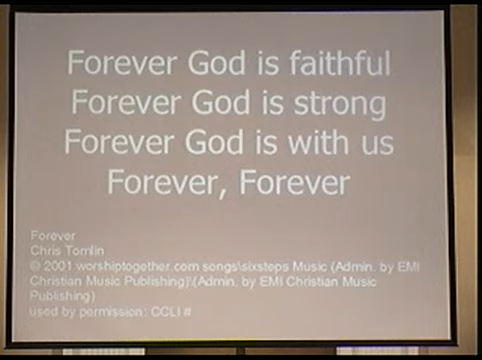 Forever God is faithful
Forever God is strong
Forever God is with us
Forever, Forever
Forever
Chris Tomlin
© 2001 worshiptogether.com songs\sixsteps Music (Admin. by EMI
Christian Music Publishing)\(Admin. by EMI Christian Music
Publishing)
used by permission: CCLI #